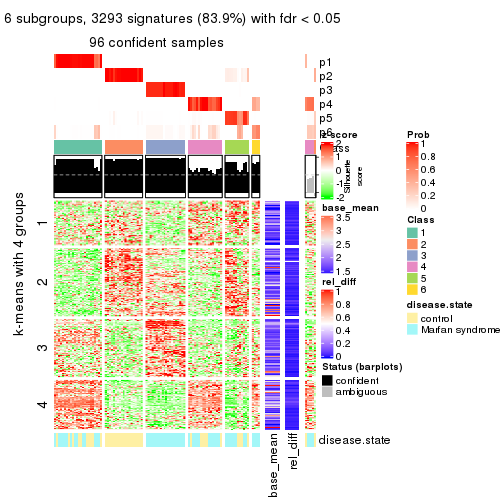 6 subgroups, 3293 signatures (83.9%) with fdr < 0.05
96 confident samples
p1
p2
p3
p4
p5
p6
Class
z-score
2
1
0
-1
-2
Silhouette
score
Prob
1
0.8
0.6
0.4
0.2
0
k-means with 4 groups
1
2
3
4
base_mean
3.5
3
2.5
2
1.5
Class
1
2
3
4
5
6
rel_diff
1
0.8
0.6
0.4
0.2
0
disease.state
control
Marfan syndrome
Status (barplots)
confident
ambiguous
disease.state
base_mean
rel_diff